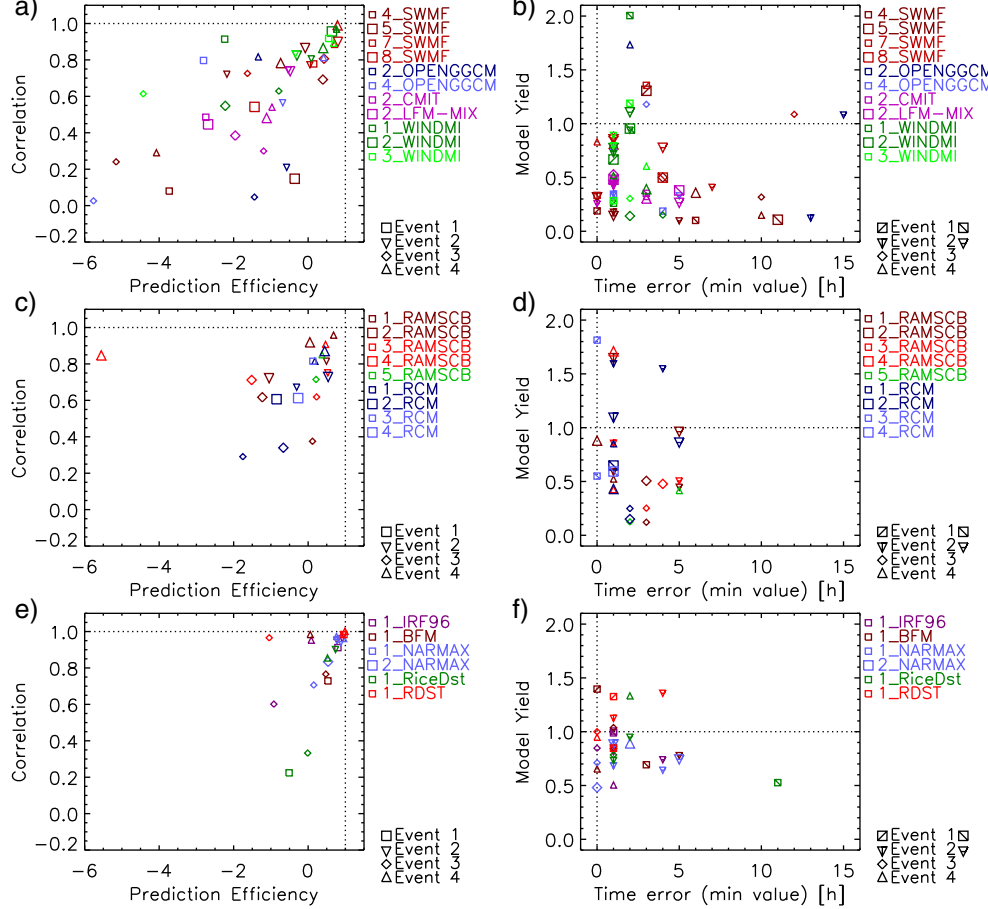 a)
1.0
0.8
0.6
0.4
0.2
0.0
−0.2
Correlation
−6 −4 −2 0
Prediction Efficiency
4_SWMF
5_SWMF
7_SWMF
8_SWMF
2_OPENGGCM
4_OPENGGCM
2_CMIT
2_LFM−MIX
1_WINDMI
2_WINDMI
3_WINDMI
Event 1
Event 2
Event 3
Event 4
b)
2.0
1.5
1.0
0.5
0.0
Model Yield
0 5 10 15
Time error (min value) [h]
4_SWMF
5_SWMF
7_SWMF
8_SWMF
2_OPENGGCM
4_OPENGGCM
2_CMIT
2_LFM−MIX
1_WINDMI
2_WINDMI
3_WINDMI
Event 1
Event 2
Event 3
Event 4
c)
1.0
0.8
0.6
0.4
0.2
0.0
−0.2
Correlation
−6 −4 −2 0
Prediction Efficiency
1_RAMSCB
2_RAMSCB
3_RAMSCB
4_RAMSCB
5_RAMSCB
1_RCM
2_RCM
3_RCM
4_RCM
Event 1
Event 2
Event 3
Event 4
d)
2.0
1.5
1.0
0.5
0.0
Model Yield
0 5 10 15
Time error (min value) [h]
1_RAMSCB
2_RAMSCB
3_RAMSCB
4_RAMSCB
5_RAMSCB
1_RCM
2_RCM
3_RCM
4_RCM
Event 1
Event 2
Event 3
Event 4
e)
1.0
0.8
0.6
0.4
0.2
0.0
−0.2
Correlation
−6 −4 −2 0
Prediction Efficiency
1_IRF96
1_BFM
1_NARMAX
2_NARMAX
1_RiceDst
1_RDST
Event 1
Event 2
Event 3
Event 4
f)
2.0
1.5
1.0
0.5
0.0
Model Yield
0 5 10 15
Time error (min value) [h]
1_IRF96
1_BFM
1_NARMAX
2_NARMAX
1_RiceDst
1_RDST
Event 1
Event 2
Event 3
Event 4